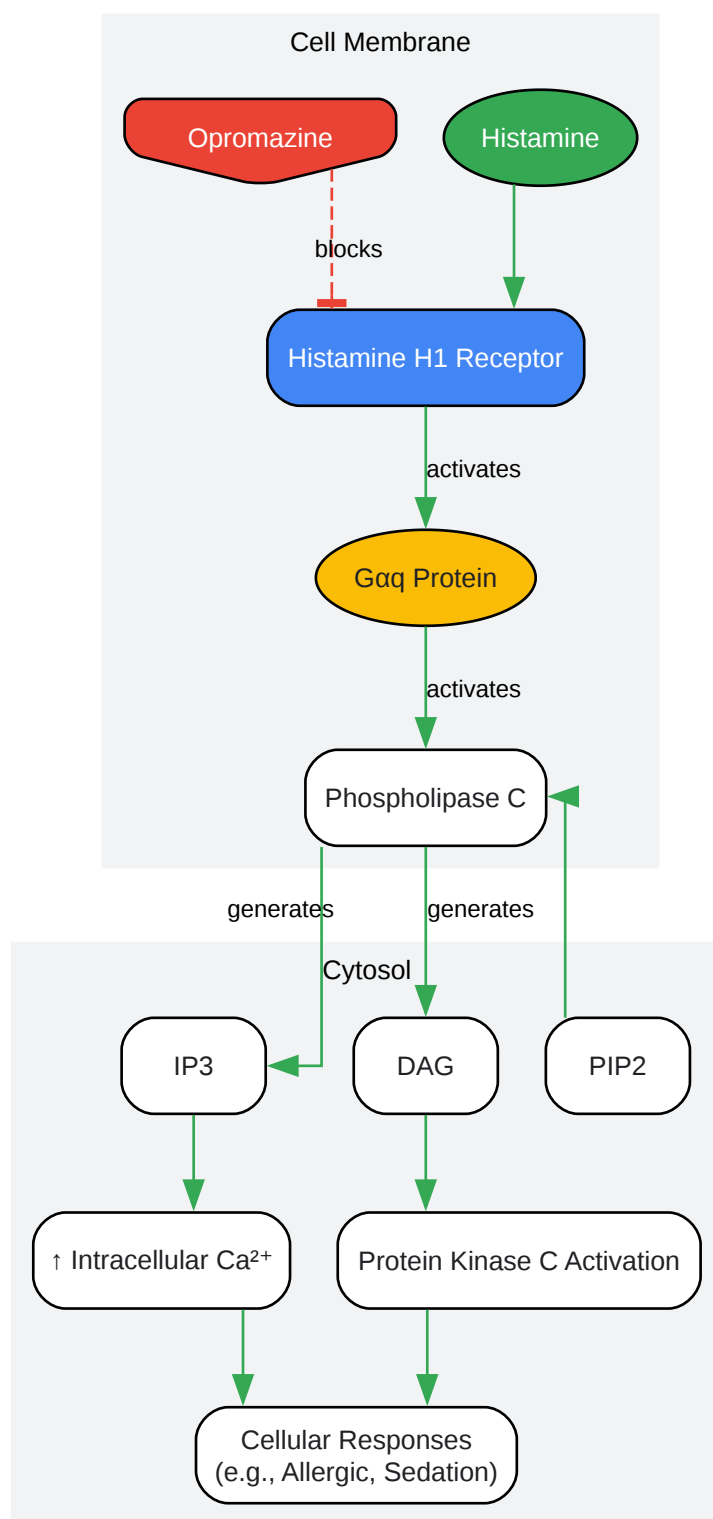 Cell Membrane
Opromazine
Histamine
blocks
Histamine H1 Receptor
activates
Gαq Protein
activates
Phospholipase C
generates
generates
Cytosol
IP3
DAG
PIP2
↑ Intracellular Ca²⁺
Protein Kinase C Activation
Cellular Responses
(e.g., Allergic, Sedation)